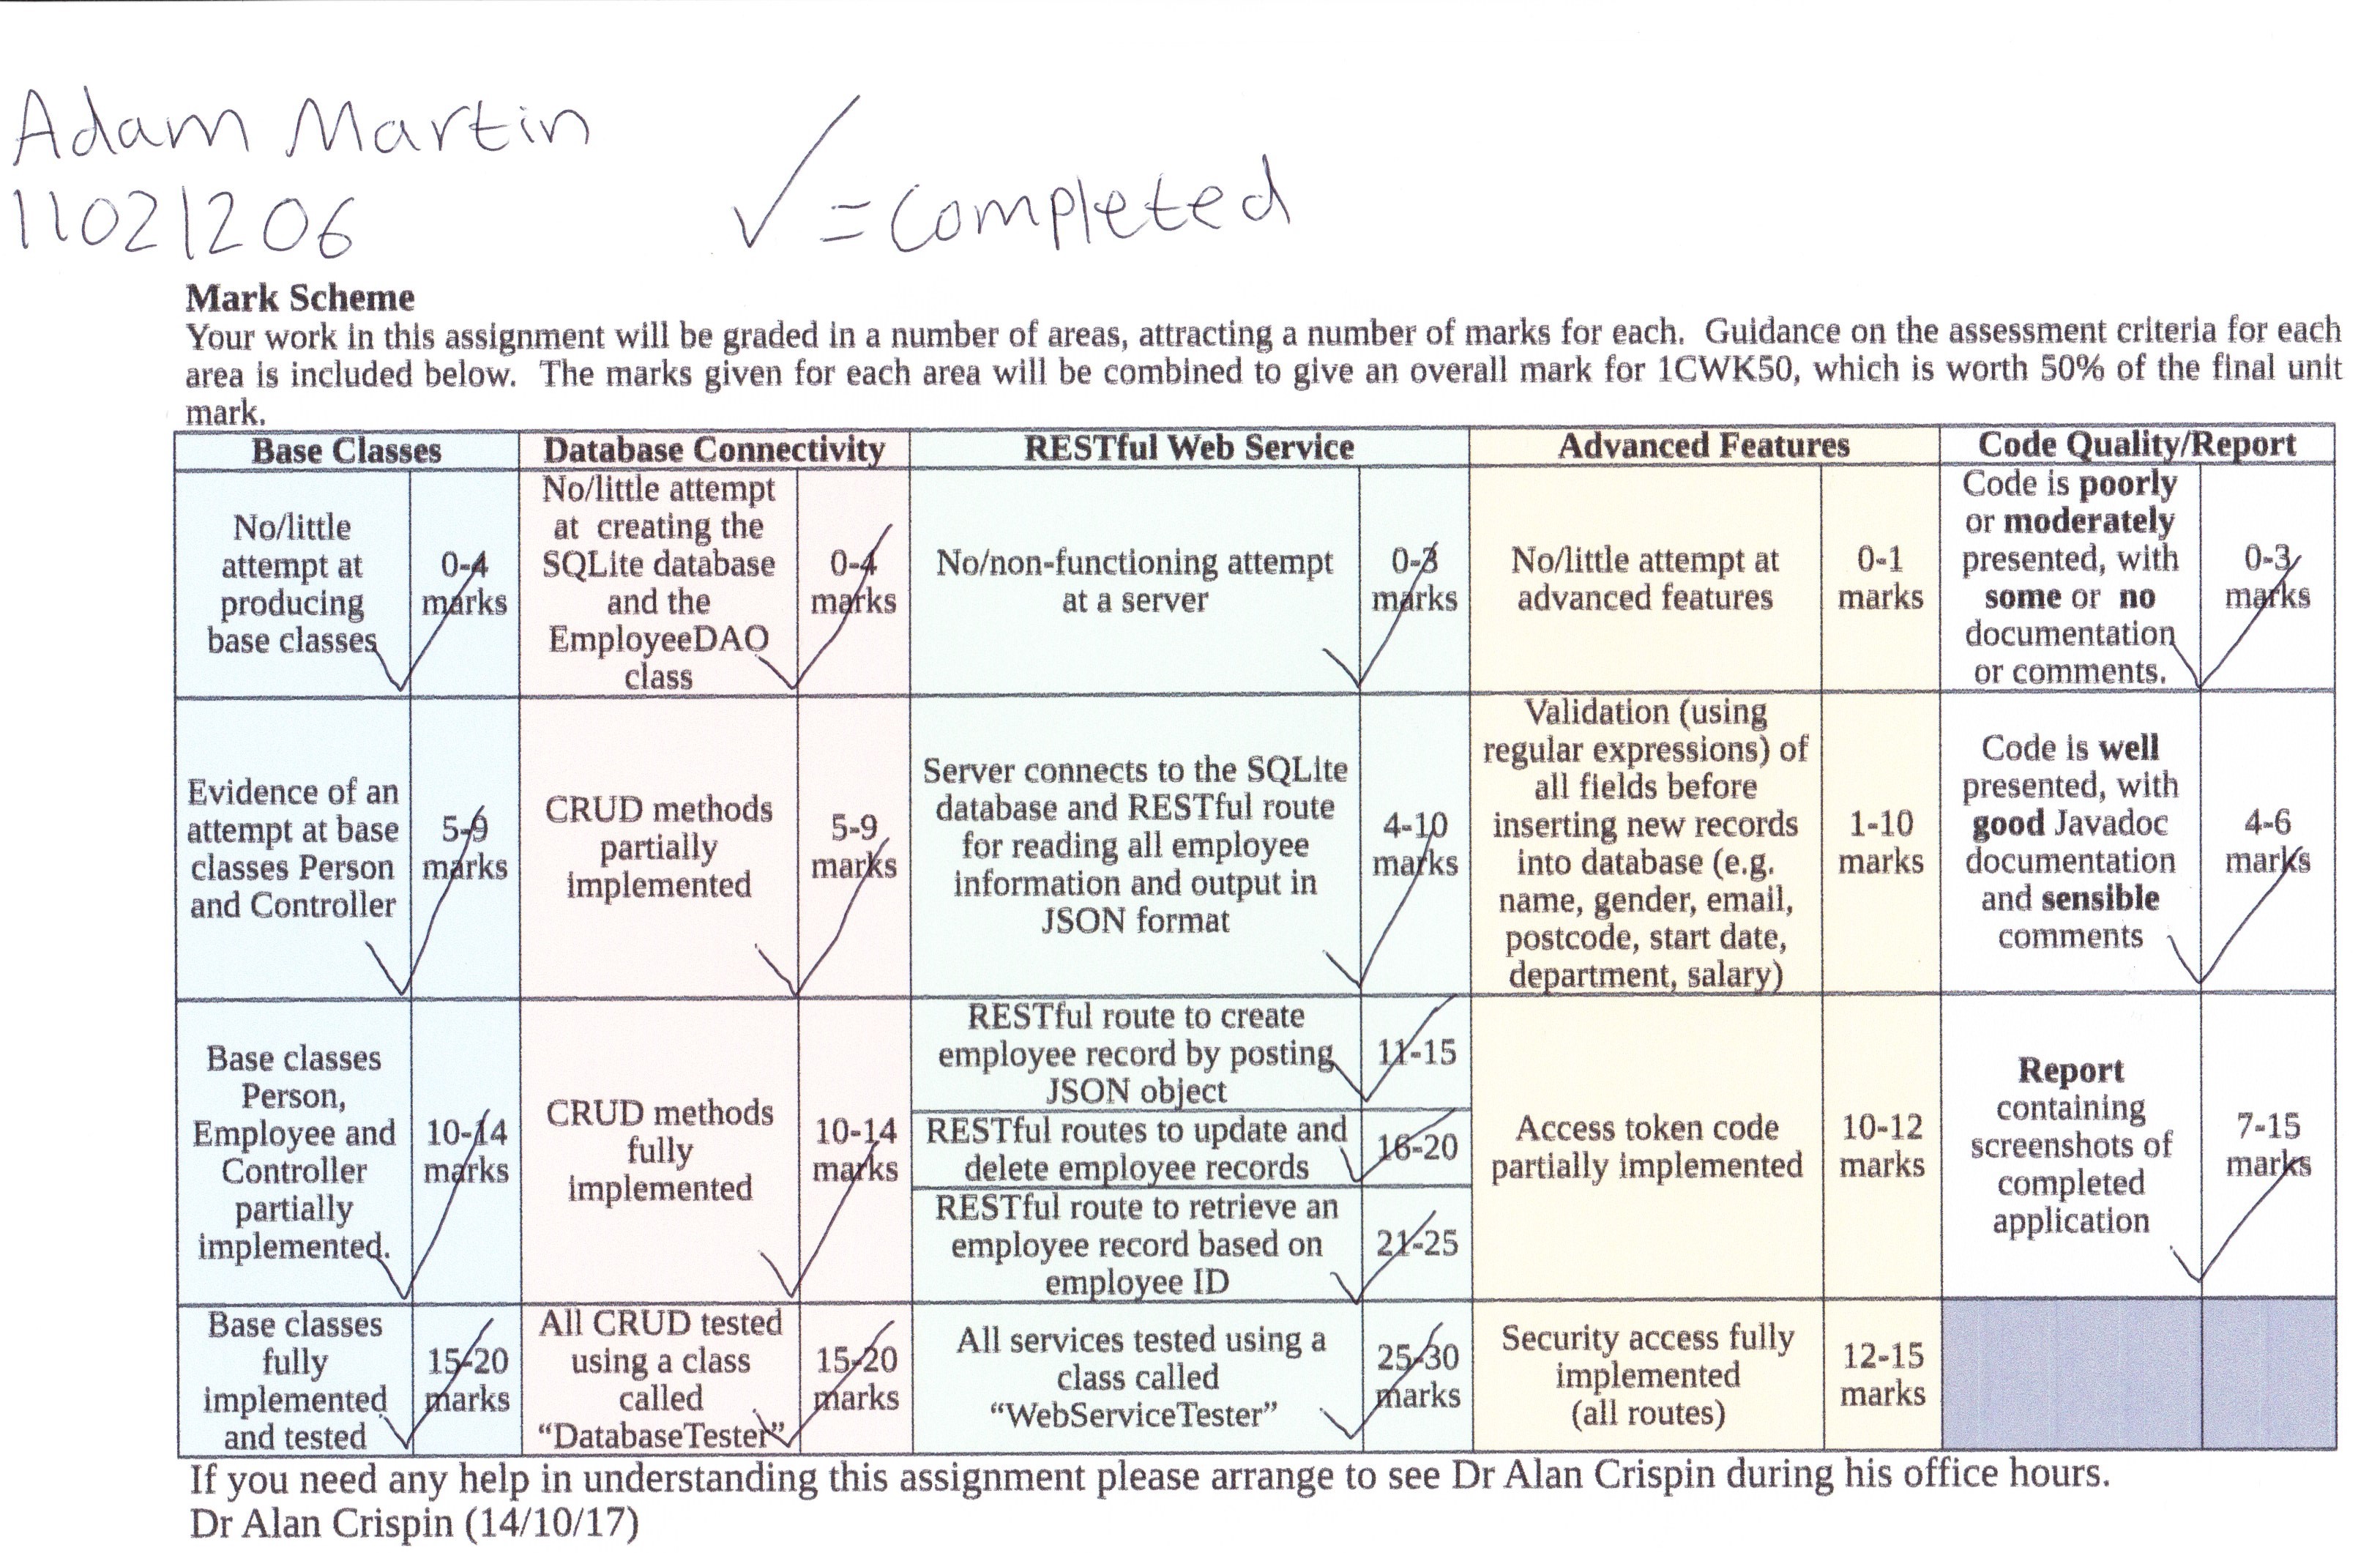 Adam Martin
11021206
✓ = completed
Mark Scheme
Your work in this assignment will be graded in a number of areas, attracting a number of marks for each. Guidance on the assessment criteria for each
area is included below. The marks given for each area will be combined to give an overall mark for 1CWK50, which is worth 50% of the final unit
mark.
Base Classes
Database Connectivity
RESTful Web Service
Advanced Features
Code Quality/Report
No/little
attempt at
producing
base classes
0-4
marks
No/little attempt
at creating the
SQLite database
and the
EmployeeDAO
class
0-4
marks
No/non-functioning attempt
at a server
0-3
marks
No/little attempt at
advanced features
0-1
marks
Code is poorly
or moderately
presented, with
some or no
documentation
or comments.
0-3
marks
Evidence of an
attempt at base
classes Person
and Controller
5-9
marks
CRUD methods
partially
implemented
5-9
marks
Server connects to the SQLite
database and RESTful route
for reading all employee
information and output in
JSON format
4-10
marks
Validation (using
regular expressions) of
all fields before
inserting new records
into database (e.g.
name, gender, email,
postcode, start date,
department, salary)
1-10
marks
Code is well
presented, with
good Javadoc
documentation
and sensible
comments
4-6
marks
Base classes
Person,
Employee and
Controller
partially
implemented.
10-14
marks
CRUD methods
fully
implemented
10-14
marks
RESTful route to create
employee record by posting
JSON object
11-15
RESTful routes to update and
delete employee records
16-20
RESTful route to retrieve an
employee record based on
employee ID
21-25
Access token code
partially implemented
10-12
marks
Report
containing
screenshots of
completed
application
7-15
marks
Base classes
fully
implemented
and tested
15-20
marks
All CRUD tested
using a class
called
“DatabaseTester”
15-20
marks
All services tested using a
class called
“WebServiceTester”
25-30
marks
Security access fully
implemented
(all routes)
12-15
marks
If you need any help in understanding this assignment please arrange to see Dr Alan Crispin during his office hours.
Dr Alan Crispin (14/10/17)